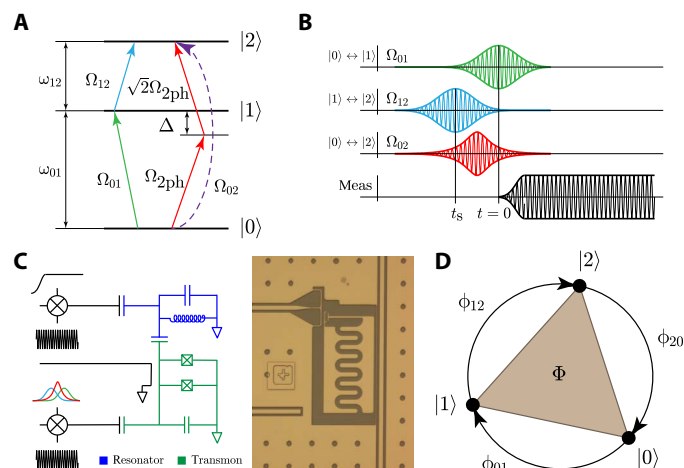 A
|2⟩
ω₁₂
Ω₁₂
√2Ω₂ₚₕ
|1⟩
Δ
ω₀₁
Ω₀₁
Ω₂ₚₕ
Ω₀₂
|0⟩
B
|0⟩ ↔ |1⟩ Ω₀₁
|1⟩ ↔ |2⟩ Ω₁₂
|0⟩ ↔ |2⟩ Ω₀₂
Meas
tₛ t = 0
C
Resonator Transmon
D
|2⟩
ϕ₁₂
ϕ₂₀
Φ
|1⟩
ϕ₀₁
|0⟩